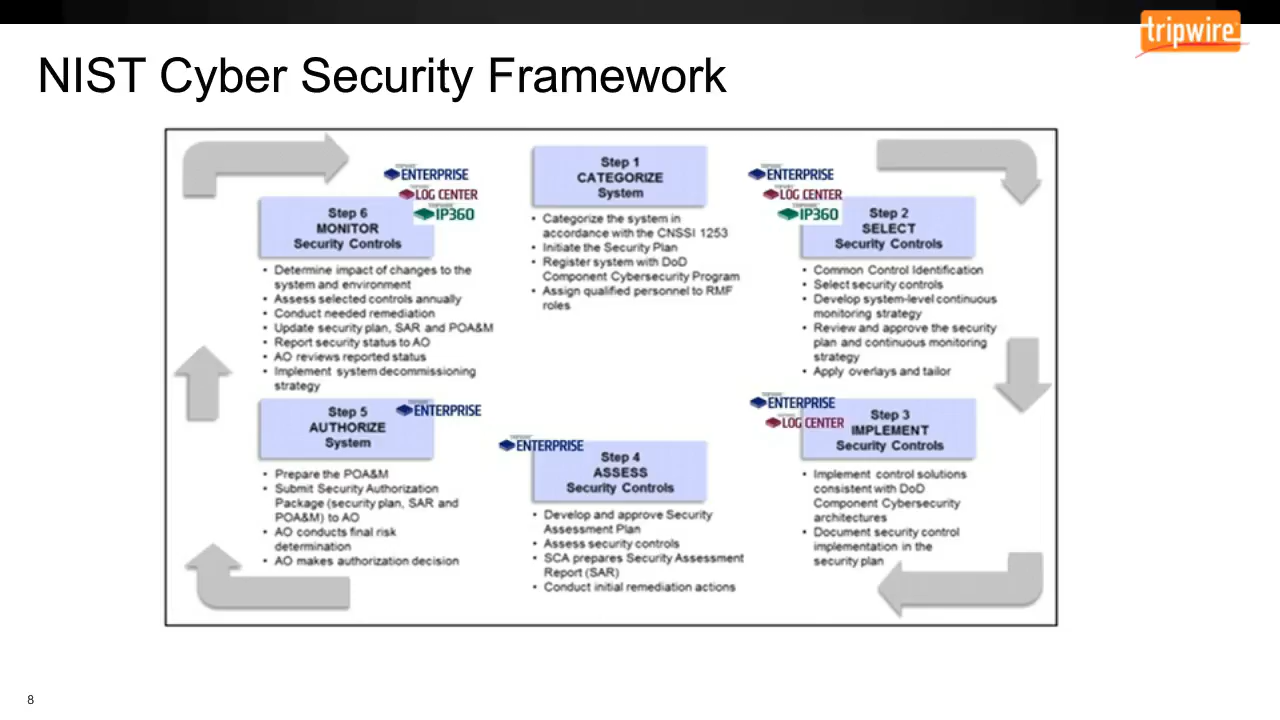 tripwire
NIST Cyber Security Framework
Step 1
CATEGORIZE
System
• Categorize the system in
accordance with the CNSSI 1253
• Initiate the Security Plan
• Register system with DoD
Component Cybersecurity Program
• Assign qualified personnel to RMF
roles
ENTERPRISE
LOG CENTER
IP360
Step 2
SELECT
Security Controls
• Common Control Identification
• Select security controls
• Develop system-level continuous
monitoring strategy
• Review and approve the security
plan and continuous monitoring
strategy
• Apply overlays and tailor
ENTERPRISE
LOG CENTER
Step 3
IMPLEMENT
Security Controls
• Implement control solutions
consistent with DoD
Component Cybersecurity
architectures
• Document security control
implementation in the
security plan
ENTERPRISE
Step 4
ASSESS
Security Controls
• Develop and approve Security
Assessment Plan
• Assess security controls
• SCA prepares Security Assessment
Report (SAR)
• Conduct initial remediation actions
ENTERPRISE
Step 5
AUTHORIZE
System
• Prepare the POA&M
• Submit Security Authorization
Package (security plan, SAR and
POA&M) to AO
• AO conducts final risk
determination
• AO makes authorization decision
ENTERPRISE
LOG CENTER
IP360
Step 6
MONITOR
Security Controls
• Determine impact of changes to the
system and environment
• Assess selected controls annually
• Conduct needed remediation
• Update security plan, SAR and POA&M
• Report security status to AO
• AO reviews reported status
• Implement system decommissioning
strategy
8